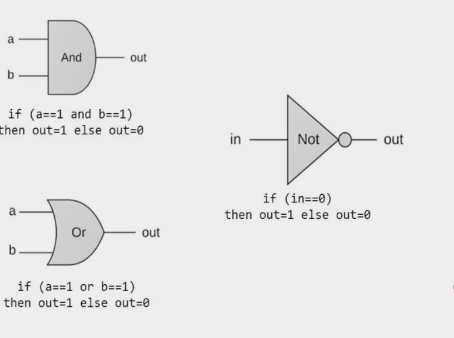 a
And
out
b
if (a==1 and b==1)
then out=1 else out=0
in
Not
out
if (in==0)
then out=1 else out=0
a
Or
out
b
if (a==1 or b==1)
then out=1 else out=0